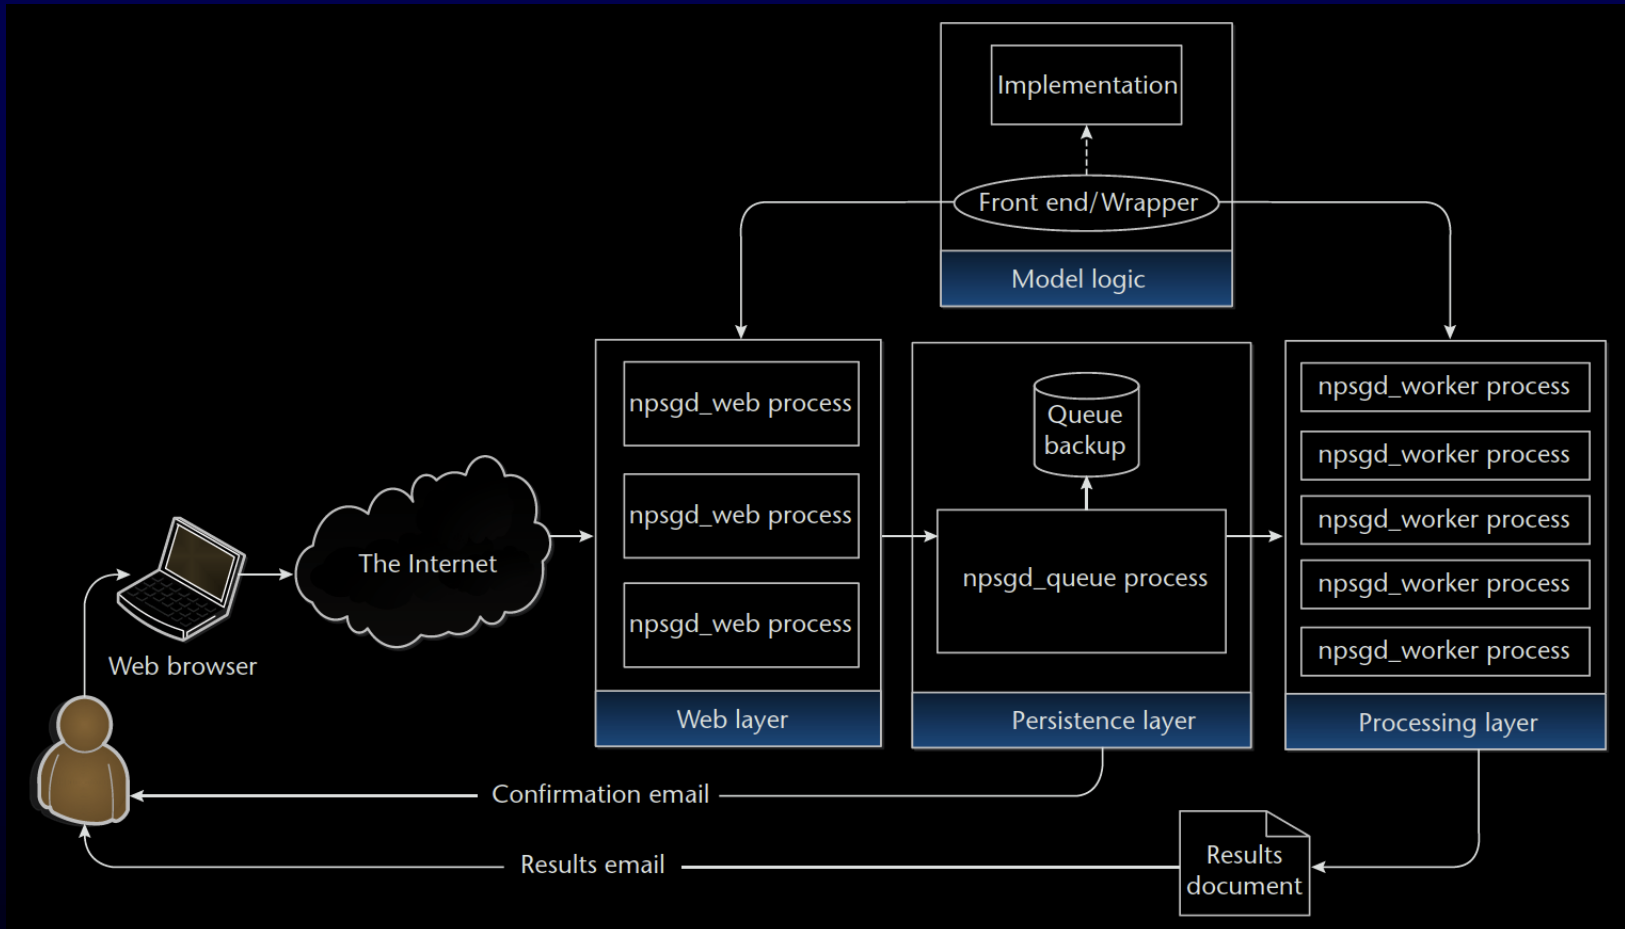 Implementation
Front end/Wrapper
Model logic
npsgd_web process
npsgd_web process
npsgd_web process
Web layer
Queue
backup
npsgd_queue process
Persistence layer
npsgd_worker process
npsgd_worker process
npsgd_worker process
npsgd_worker process
npsgd_worker process
Processing layer
The Internet
Web browser
Confirmation email
Results email
Results
document